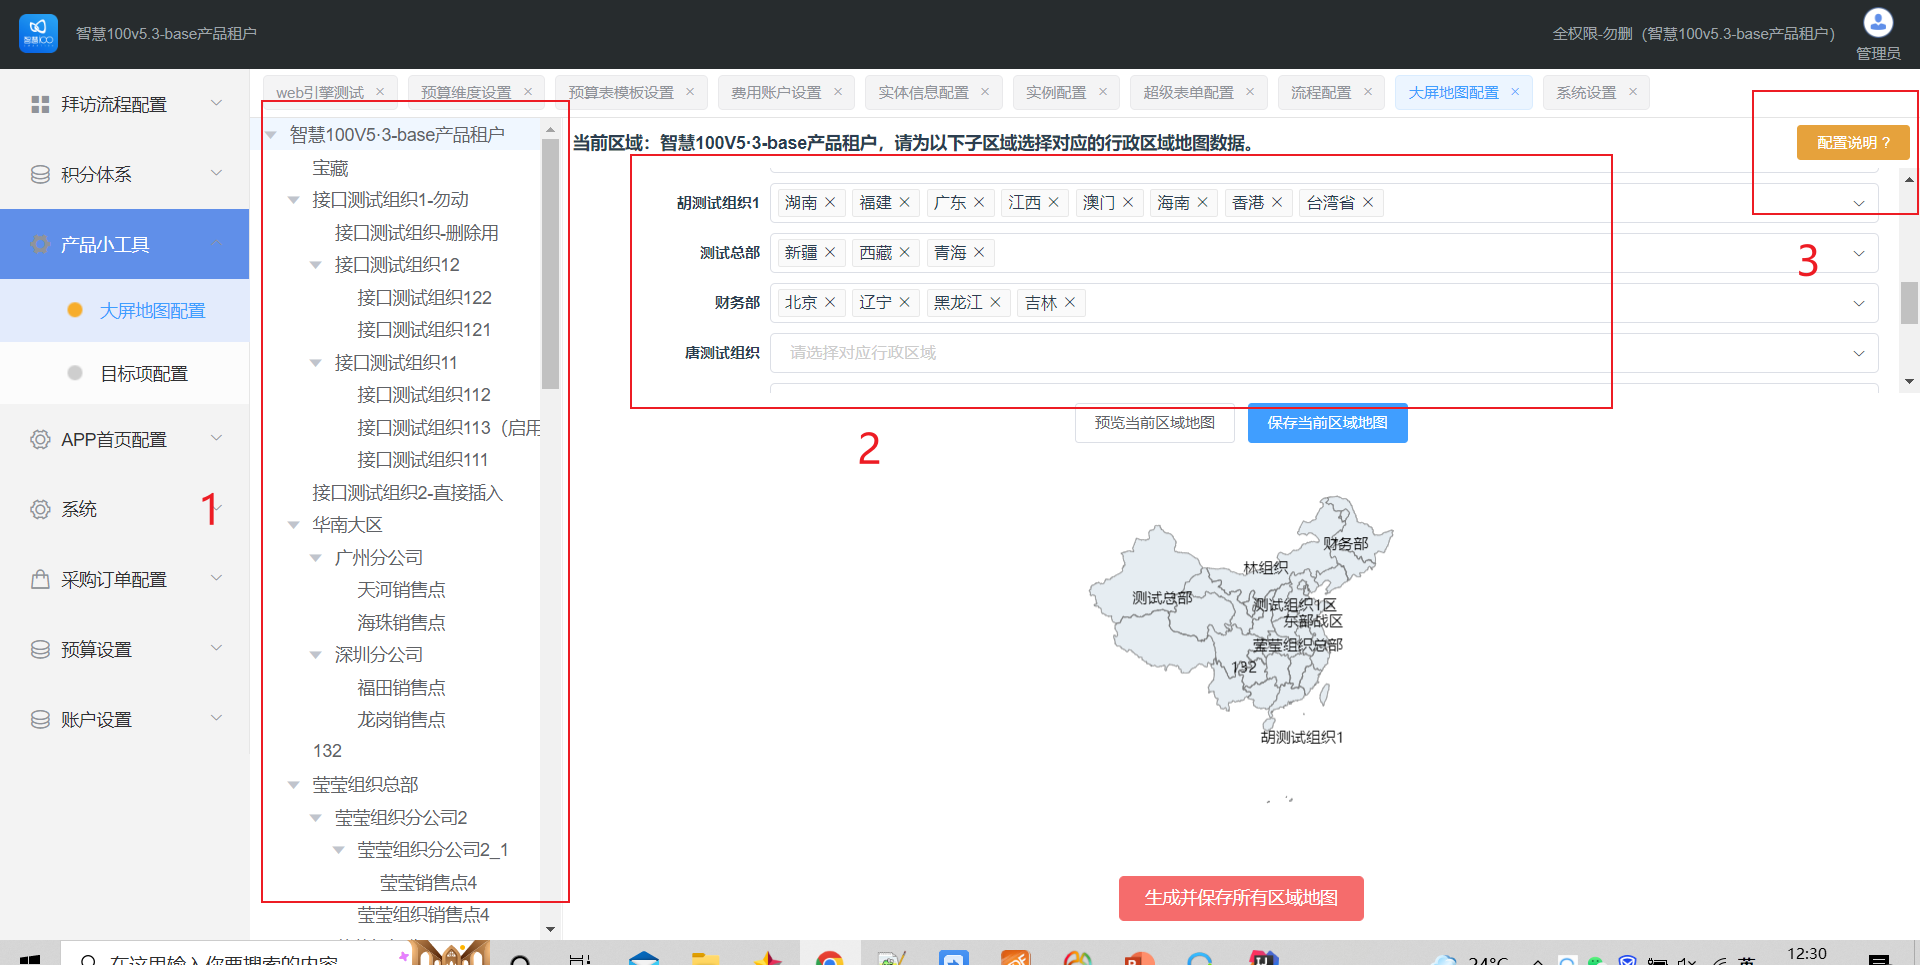 智慧100
智慧100v5.3-base产品租户
全权限-勿删（智慧100v5.3-base产品租户）
管理员
拜访流程配置
积分体系
产品小工具
大屏地图配置
目标项配置
APP首页配置
系统
1
采购订单配置
预算设置
账户设置
web引擎测试 ×
预算维度设置 ×
预算表模板设置 ×
费用账户设置 ×
实体信息配置 ×
实例配置 ×
超级表单配置 ×
流程配置 ×
大屏地图配置 ×
系统设置 ×
智慧100V5·3-base产品租户
宝藏
接口测试组织1-勿动
接口测试组织-删除用
接口测试组织12
接口测试组织122
接口测试组织121
接口测试组织11
接口测试组织112
接口测试组织113（启用
接口测试组织111
接口测试组织2-直接插入
华南大区
广州分公司
天河销售点
海珠销售点
深圳分公司
福田销售点
龙岗销售点
132
莹莹组织总部
莹莹组织分公司2
莹莹组织分公司2_1
莹莹销售点4
莹莹组织销售点4
当前区域：智慧100V5·3-base产品租户，请为以下子区域选择对应的行政区域地图数据。
配置说明 ?
3
胡测试组织1 湖南 × 福建 × 广东 × 江西 × 澳门 × 海南 × 香港 × 台湾省 ×
测试总部 新疆 × 西藏 × 青海 ×
财务部 北京 × 辽宁 × 黑龙江 × 吉林 ×
唐测试组织 请选择对应行政区域
预览当前区域地图 保存当前区域地图
2
财务部
林组织
测试总部
测试组织1区
东部战区
莹莹组织总部
132
胡测试组织1
生成并保存所有区域地图
在这里输入你要搜索的内容
24°C
英
12:30